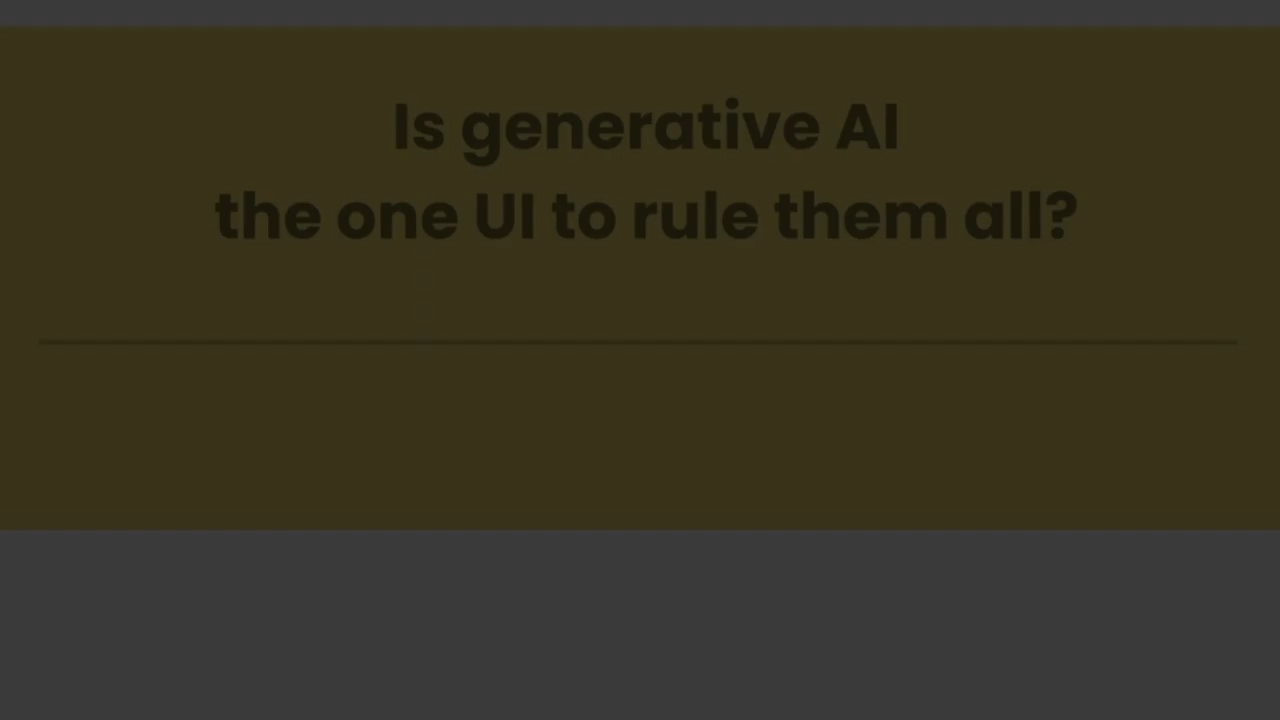 Is generative AI
the one UI to rule them all?